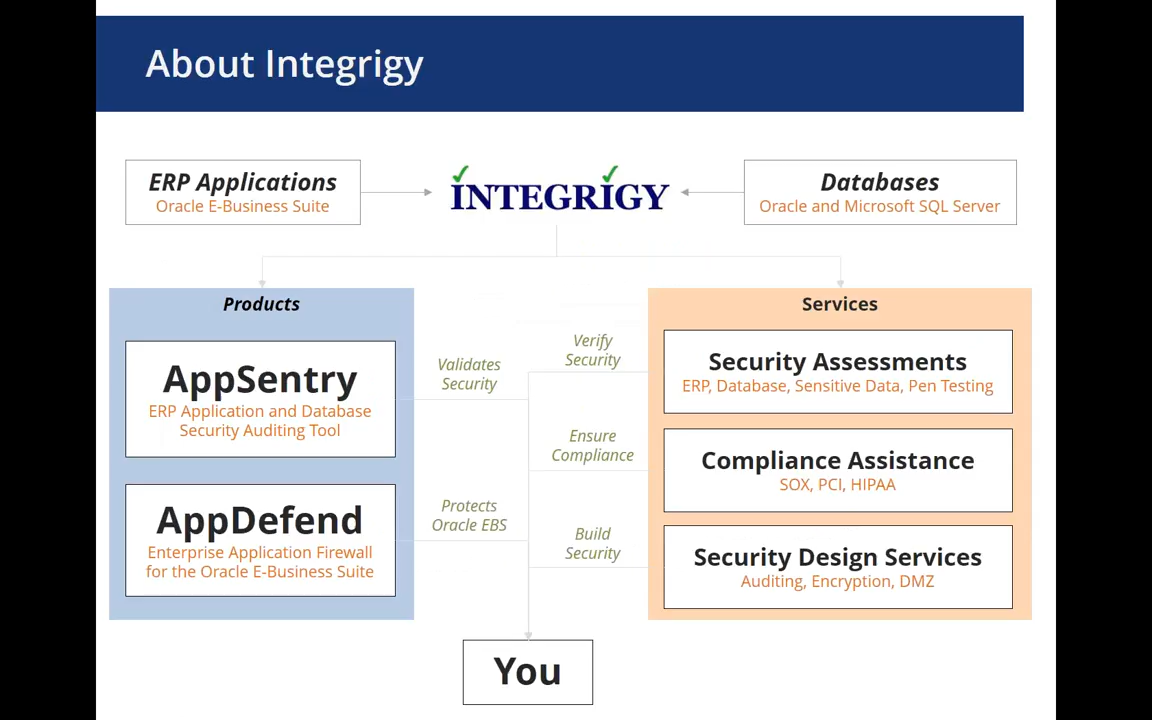 About Integrigy
ERP Applications
Oracle E-Business Suite
INTEGRIGY
Databases
Oracle and Microsoft SQL Server
Products
AppSentry
ERP Application and Database
Security Auditing Tool
AppDefend
Enterprise Application Firewall
for the Oracle E-Business Suite
Validates
Security
Protects
Oracle EBS
Verify
Security
Ensure
Compliance
Build
Security
Services
Security Assessments
ERP, Database, Sensitive Data, Pen Testing
Compliance Assistance
SOX, PCI, HIPAA
Security Design Services
Auditing, Encryption, DMZ
You